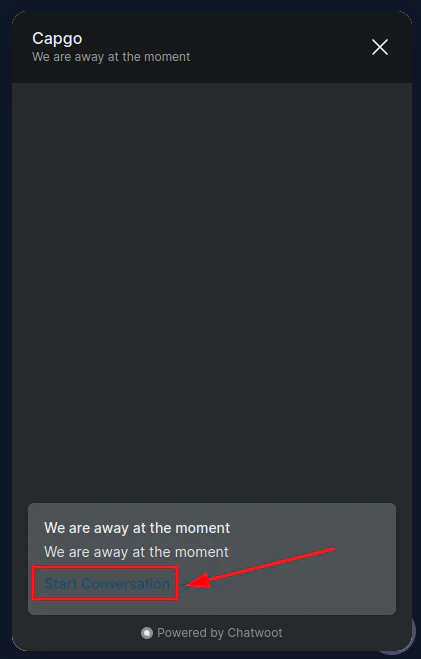 Capgo
We are away at the moment
We are away at the moment
We are away at the moment
Start Conversation
Powered by Chatwoot